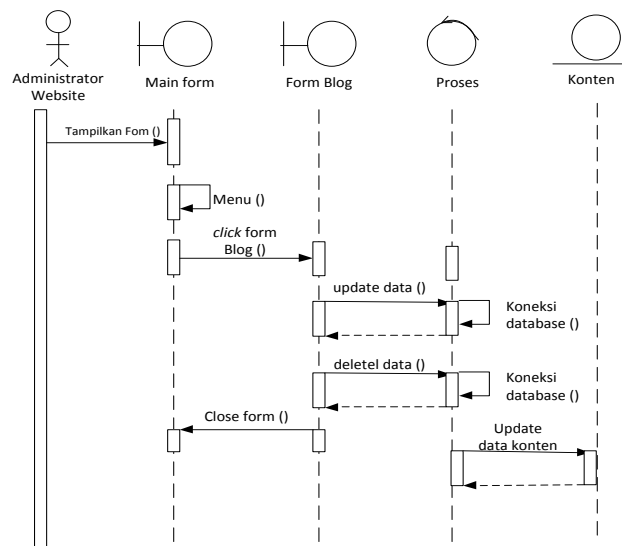 Administrator
Website
Main form
Form Blog
Proses
Konten
Tampilkan Fom ()
Menu ()
click form
Blog ()
update data ()
Koneksi
database ()
deletel data ()
Koneksi
database ()
Close form ()
Update
data konten